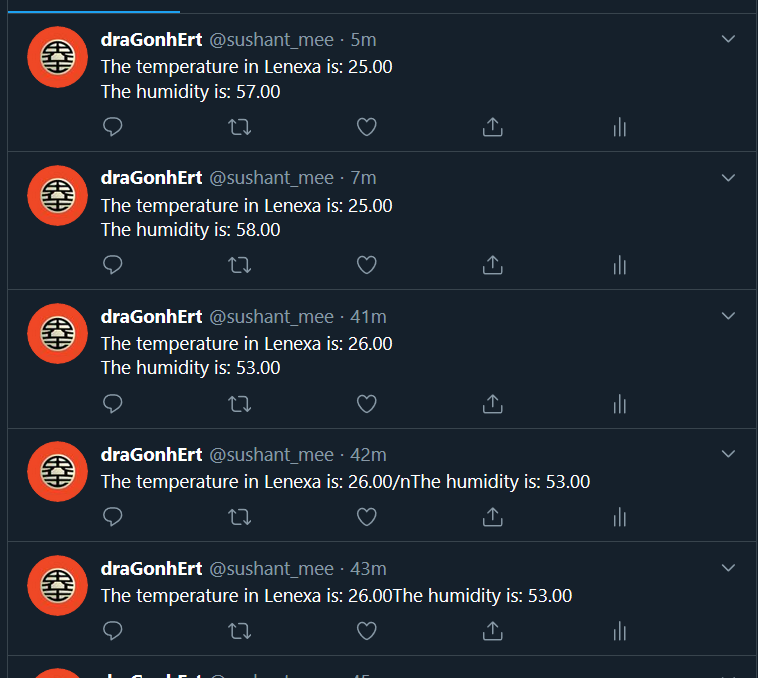 draGonhErt @sushant_mee · 5m
The temperature in Lenexa is: 25.00
The humidity is: 57.00
draGonhErt @sushant_mee · 7m
The temperature in Lenexa is: 25.00
The humidity is: 58.00
draGonhErt @sushant_mee · 41m
The temperature in Lenexa is: 26.00
The humidity is: 53.00
draGonhErt @sushant_mee · 42m
The temperature in Lenexa is: 26.00/nThe humidity is: 53.00
draGonhErt @sushant_mee · 43m
The temperature in Lenexa is: 26.00The humidity is: 53.00